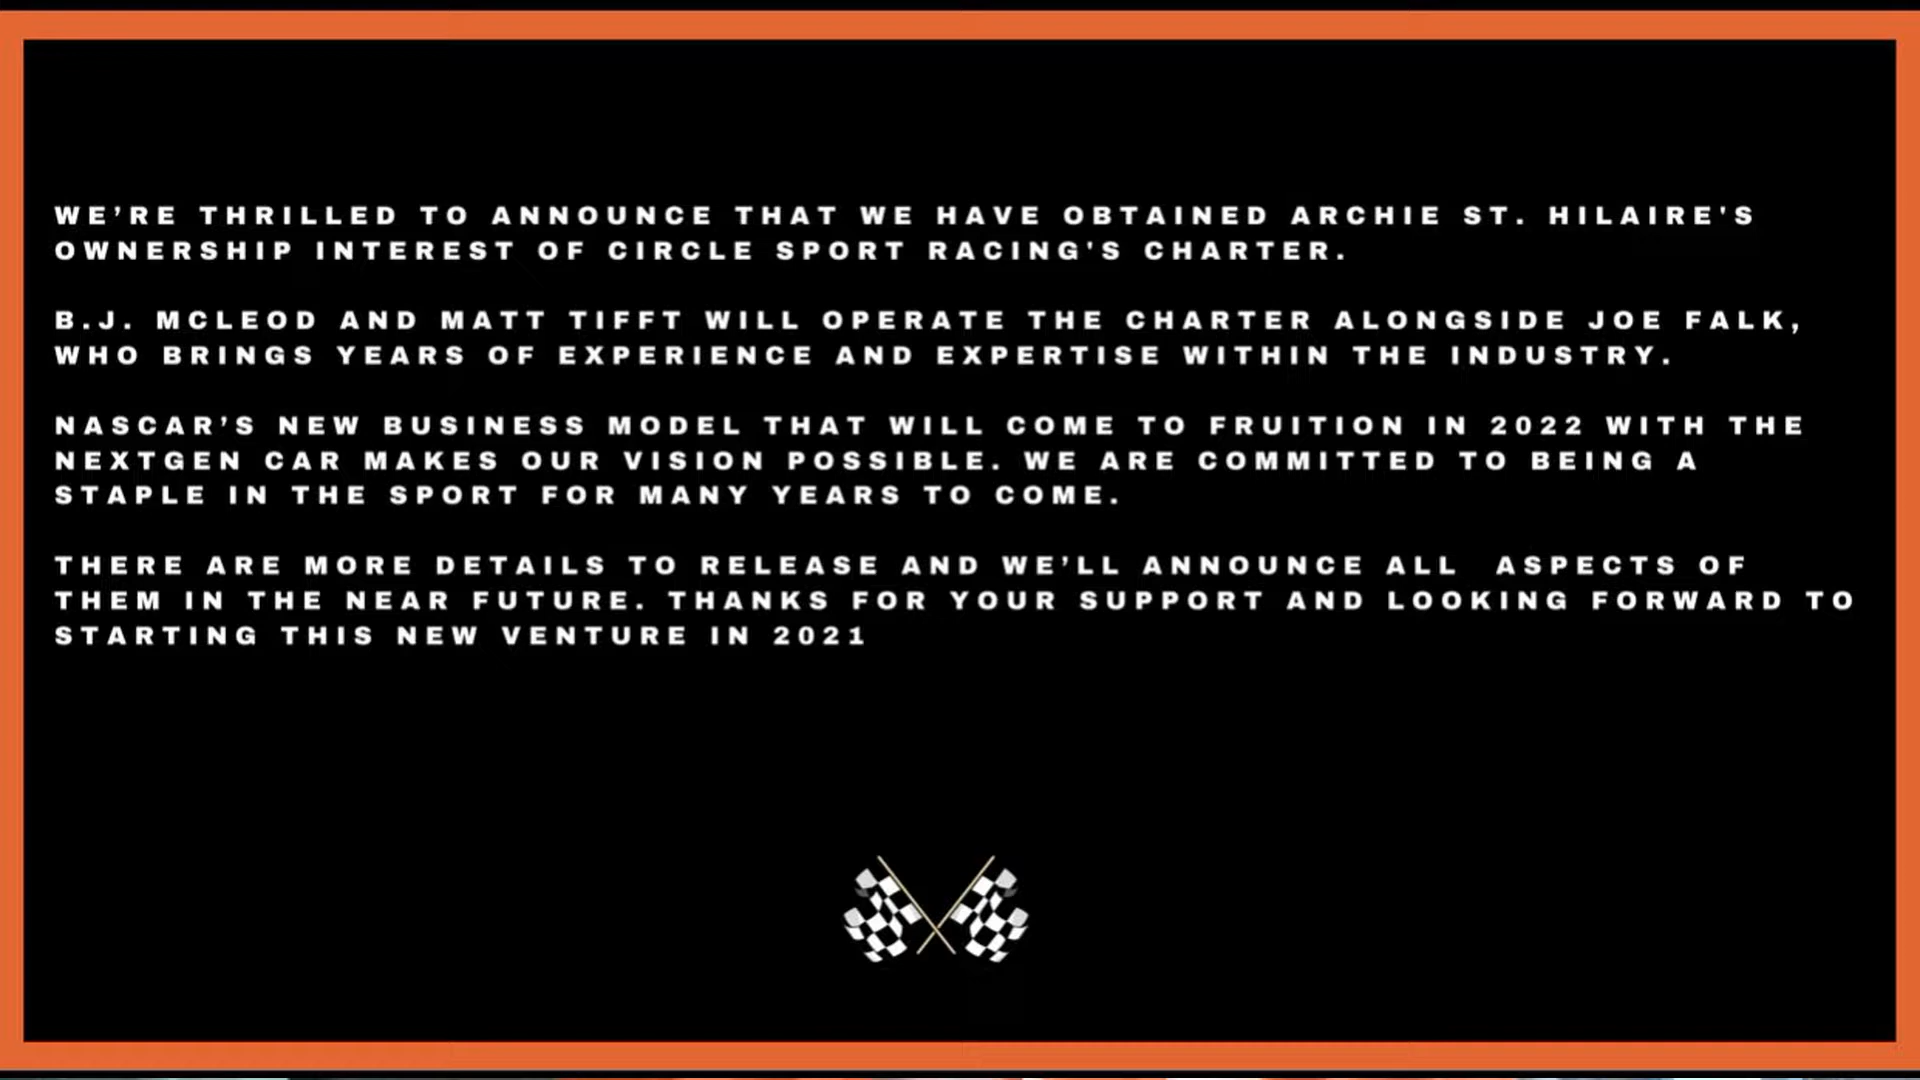 WE’RE THRILLED TO ANNOUNCE THAT WE HAVE OBTAINED ARCHIE ST. HILAIRE'S
OWNERSHIP INTEREST OF CIRCLE SPORT RACING'S CHARTER.
B.J. MCLEOD AND MATT TIFFT WILL OPERATE THE CHARTER ALONGSIDE JOE FALK,
WHO BRINGS YEARS OF EXPERIENCE AND EXPERTISE WITHIN THE INDUSTRY.
NASCAR’S NEW BUSINESS MODEL THAT WILL COME TO FRUITION IN 2022 WITH THE
NEXTGEN CAR MAKES OUR VISION POSSIBLE. WE ARE COMMITTED TO BEING A
STAPLE IN THE SPORT FOR MANY YEARS TO COME.
THERE ARE MORE DETAILS TO RELEASE AND WE’LL ANNOUNCE ALL  ASPECTS OF
THEM IN THE NEAR FUTURE. THANKS FOR YOUR SUPPORT AND LOOKING FORWARD TO
STARTING THIS NEW VENTURE IN 2021